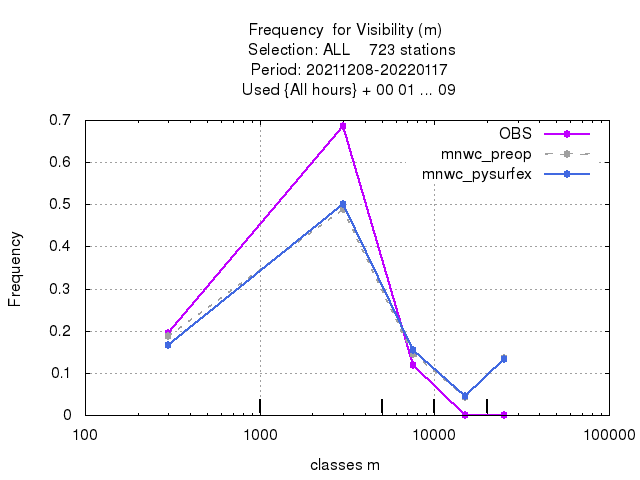 Frequency  for Visibility (m)
Selection: ALL    723 stations
Period: 20211208-20220117
Used {All hours} + 00 01 ... 09
OBS
mnwc_preop
mnwc_pysurfex
Frequency
0.7
0.6
0.5
0.4
0.3
0.2
0.1
0
100 1000 10000 100000
classes m